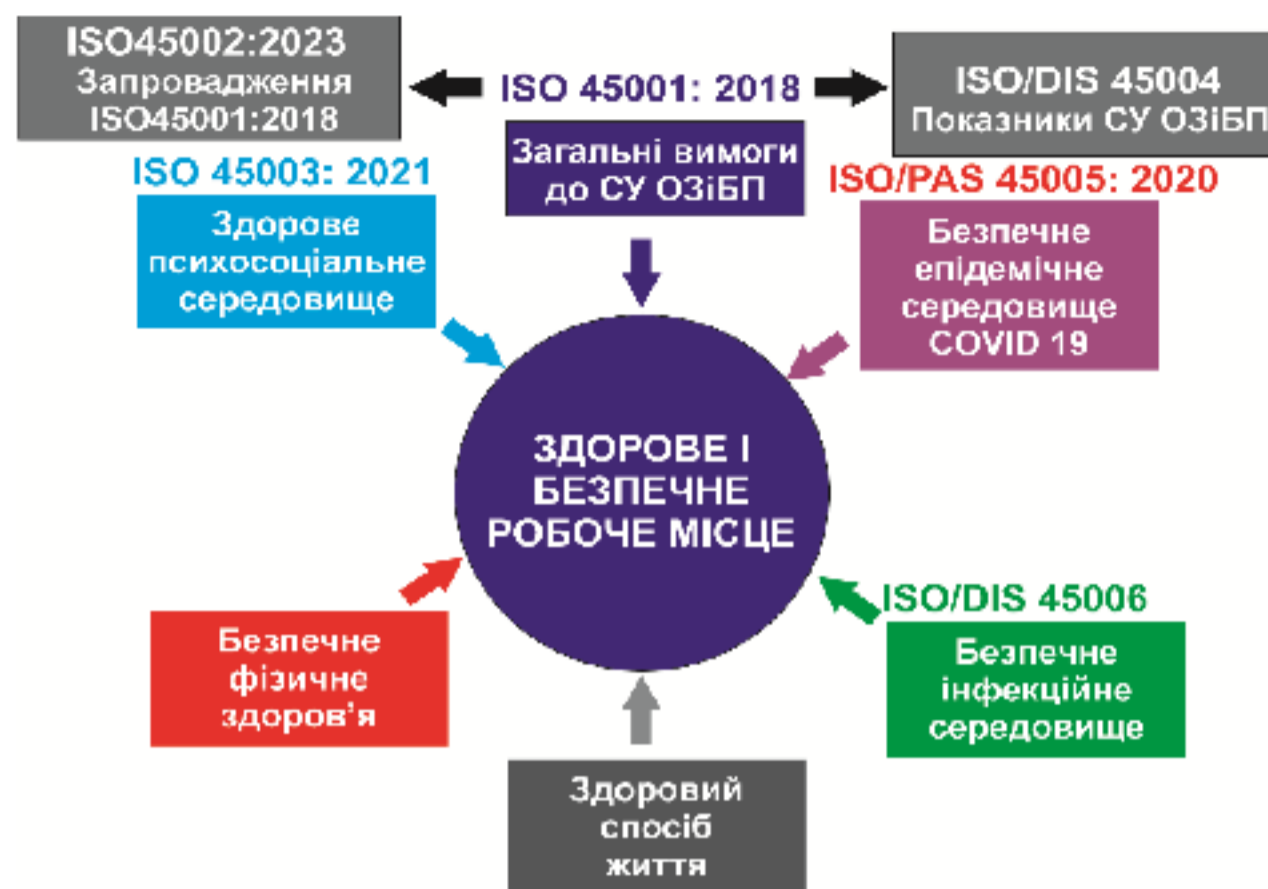 ISO45002:2023
Запровадження
ISO45001:2018
ISO 45001: 2018
Загальні вимоги
до СУ ОЗіБП
ISO/DIS 45004
Показники СУ ОЗіБП
ISO 45003: 2021
Здорове
психосоціальне
середовище
ISO/PAS 45005: 2020
Безпечне
епідемічне
середовище
COVID 19
ЗДОРОВЕ І
БЕЗПЕЧНЕ
РОБОЧЕ МІСЦЕ
Безпечне
фізичне
здоров’я
ISO/DIS 45006
Безпечне
інфекційне
середовище
Здоровий
спосіб
життя